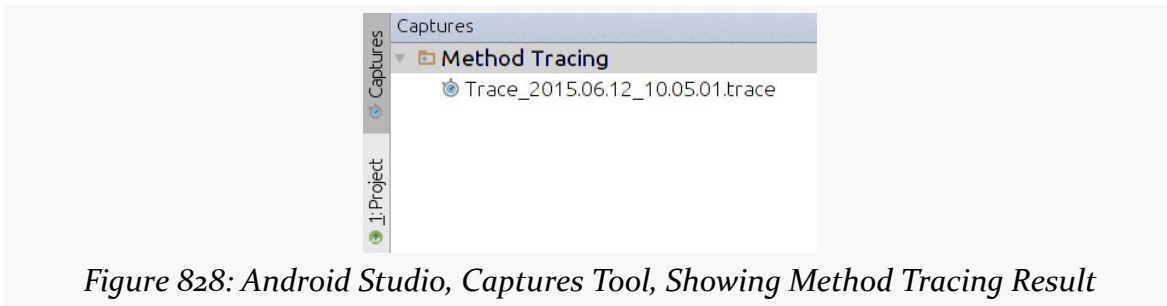 Captures
Captures
Method Tracing
Trace_2015.06.12_10.05.01.trace
1: Project
Figure 828: Android Studio, Captures Tool, Showing Method Tracing Result